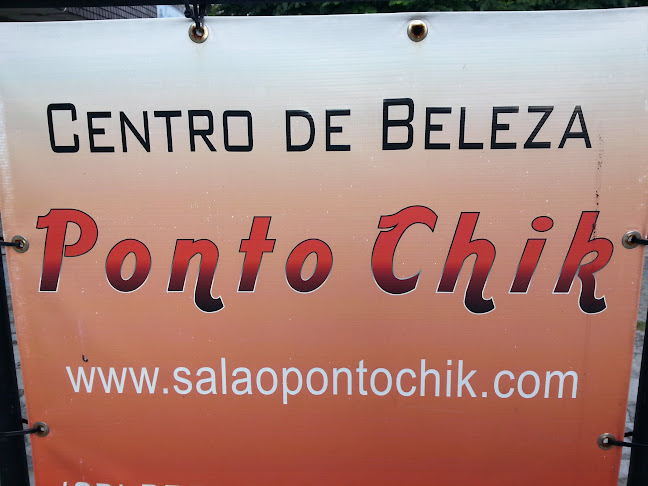 CENTRO DE BELEZA
Ponto Chik
www.salaopontochik.com